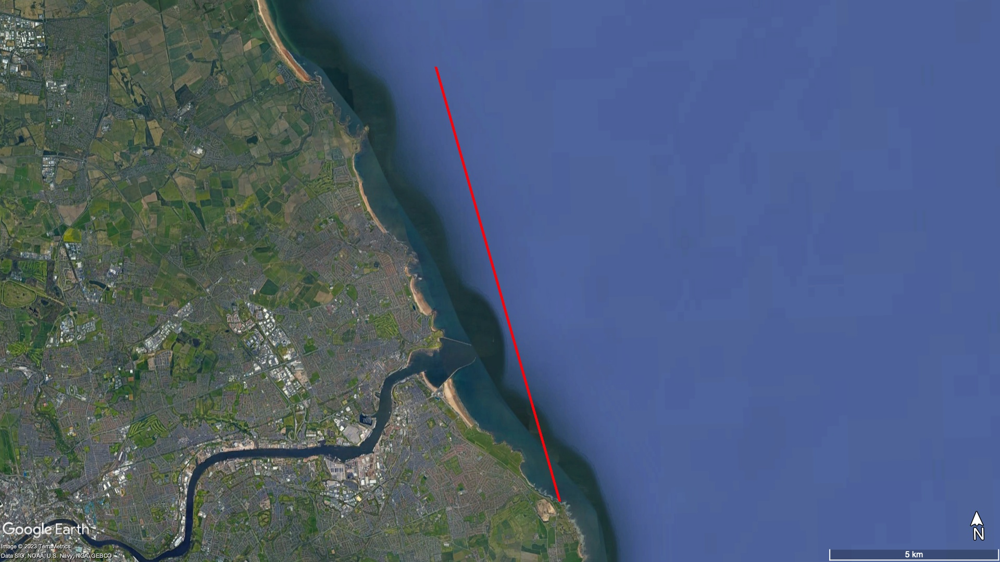 Google Earth
Image © 2023 TerraMetrics
Data SIO, NOAA, U.S. Navy, NGA, GEBCO
N
5 km